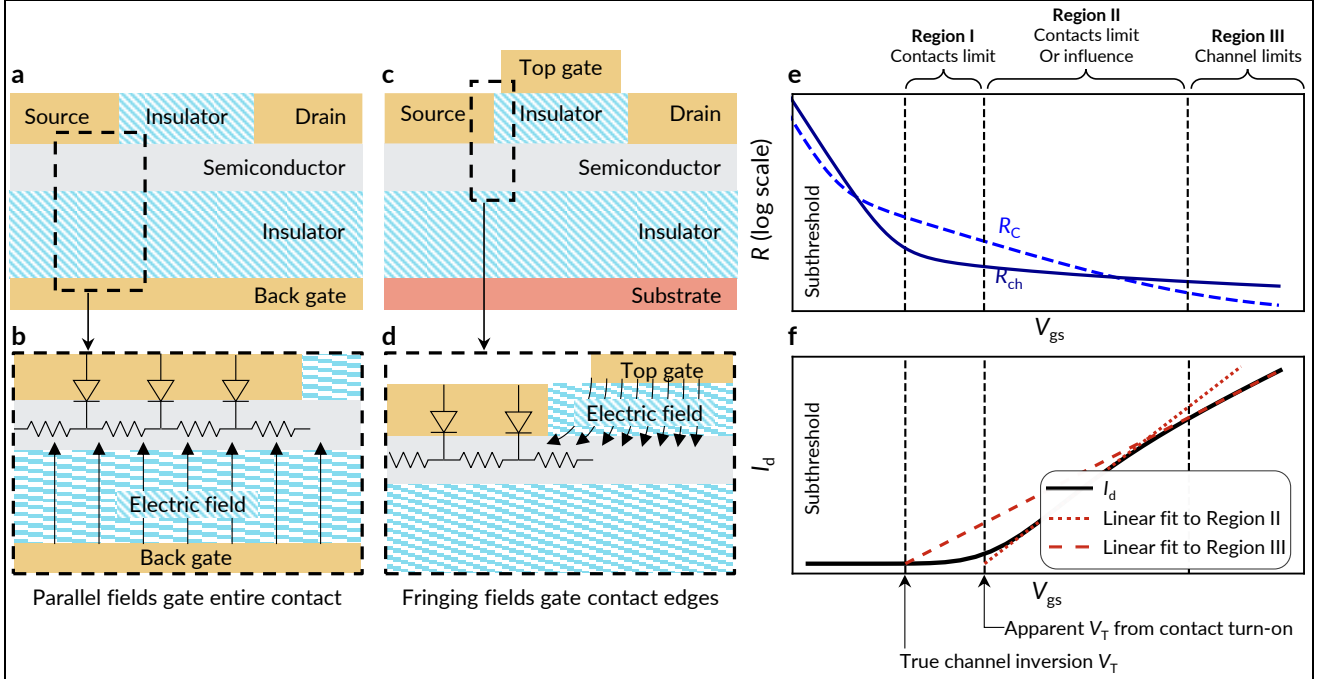 a
Source
Insulator
Drain
Semiconductor
Insulator
Back gate
b
Electric field
Back gate
Parallel fields gate entire contact
c
Top gate
Source
Insulator
Drain
Semiconductor
Insulator
Substrate
d
Top gate
Electric field
Fringing fields gate contact edges
Region I
Contacts limit
Region II
Contacts limit
Or influence
Region III
Channel limits
e
R (log scale)
Subthreshold
R_C
R_ch
V_gs
f
I_d
Subthreshold
I_d
Linear fit to Region II
Linear fit to Region III
V_gs
Apparent V_T from contact turn-on
True channel inversion V_T